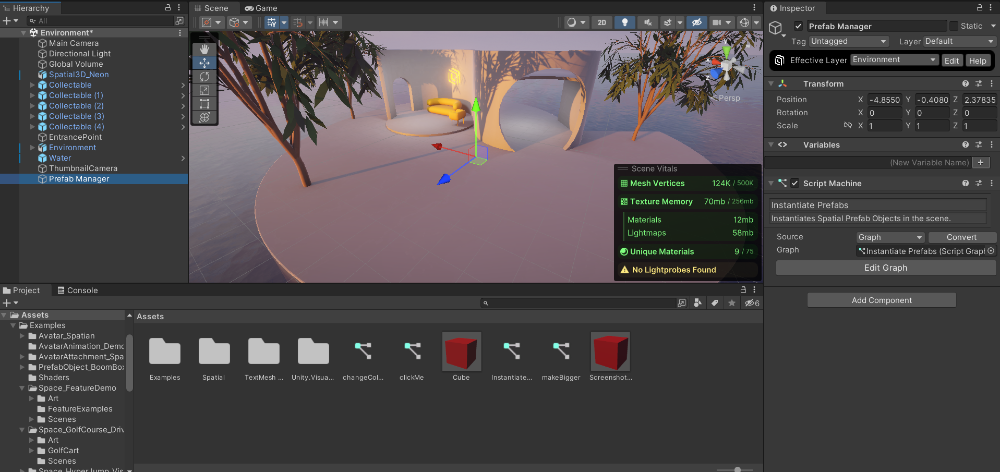 Hierarchy
All
Environment*
Main Camera
Directional Light
Global Volume
Spatial3D_Neon
Collectable
Collectable (1)
Collectable (2)
Collectable (3)
Collectable (4)
EntrancePoint
Environment
Water
ThumbnailCamera
Prefab Manager
Scene
Game
2D
y
x
z
Persp
Scene Vitals
Mesh Vertices 124K / 500K
Texture Memory 70mb / 256mb
Materials 12mb
Lightmaps 58mb
Unique Materials 9 / 75
No Lightprobes Found
Inspector
Prefab Manager Static
Tag Untagged Layer Default
Effective Layer Environment Edit Help
Transform
Position X -4.8550 Y -0.4080 Z 2.37835
Rotation X 0 Y 0 Z 0
Scale X 1 Y 1 Z 1
Variables
(New Variable Name) +
Script Machine
Instantiate Prefabs
Instantiates Spatial Prefab Objects in the scene.
Source Graph Convert
Graph Instantiate Prefabs (Script Graph
Edit Graph
Add Component
Project
Console
6
Assets
Examples
Avatar_Spatian
AvatarAnimation_Demo
AvatarAttachment_Spa
PrefabObject_BoomBox
Shaders
Space_FeatureDemo
Art
FeatureExamples
Scenes
Space_GolfCourse_Driv
Art
GolfCart
Scenes
Space_HyperJump_Vis
Assets
Examples
Spatial
TextMesh ...
Unity.Visua...
changeCol...
clickMe
Cube
Instantiate...
makeBigger
Screenshot...